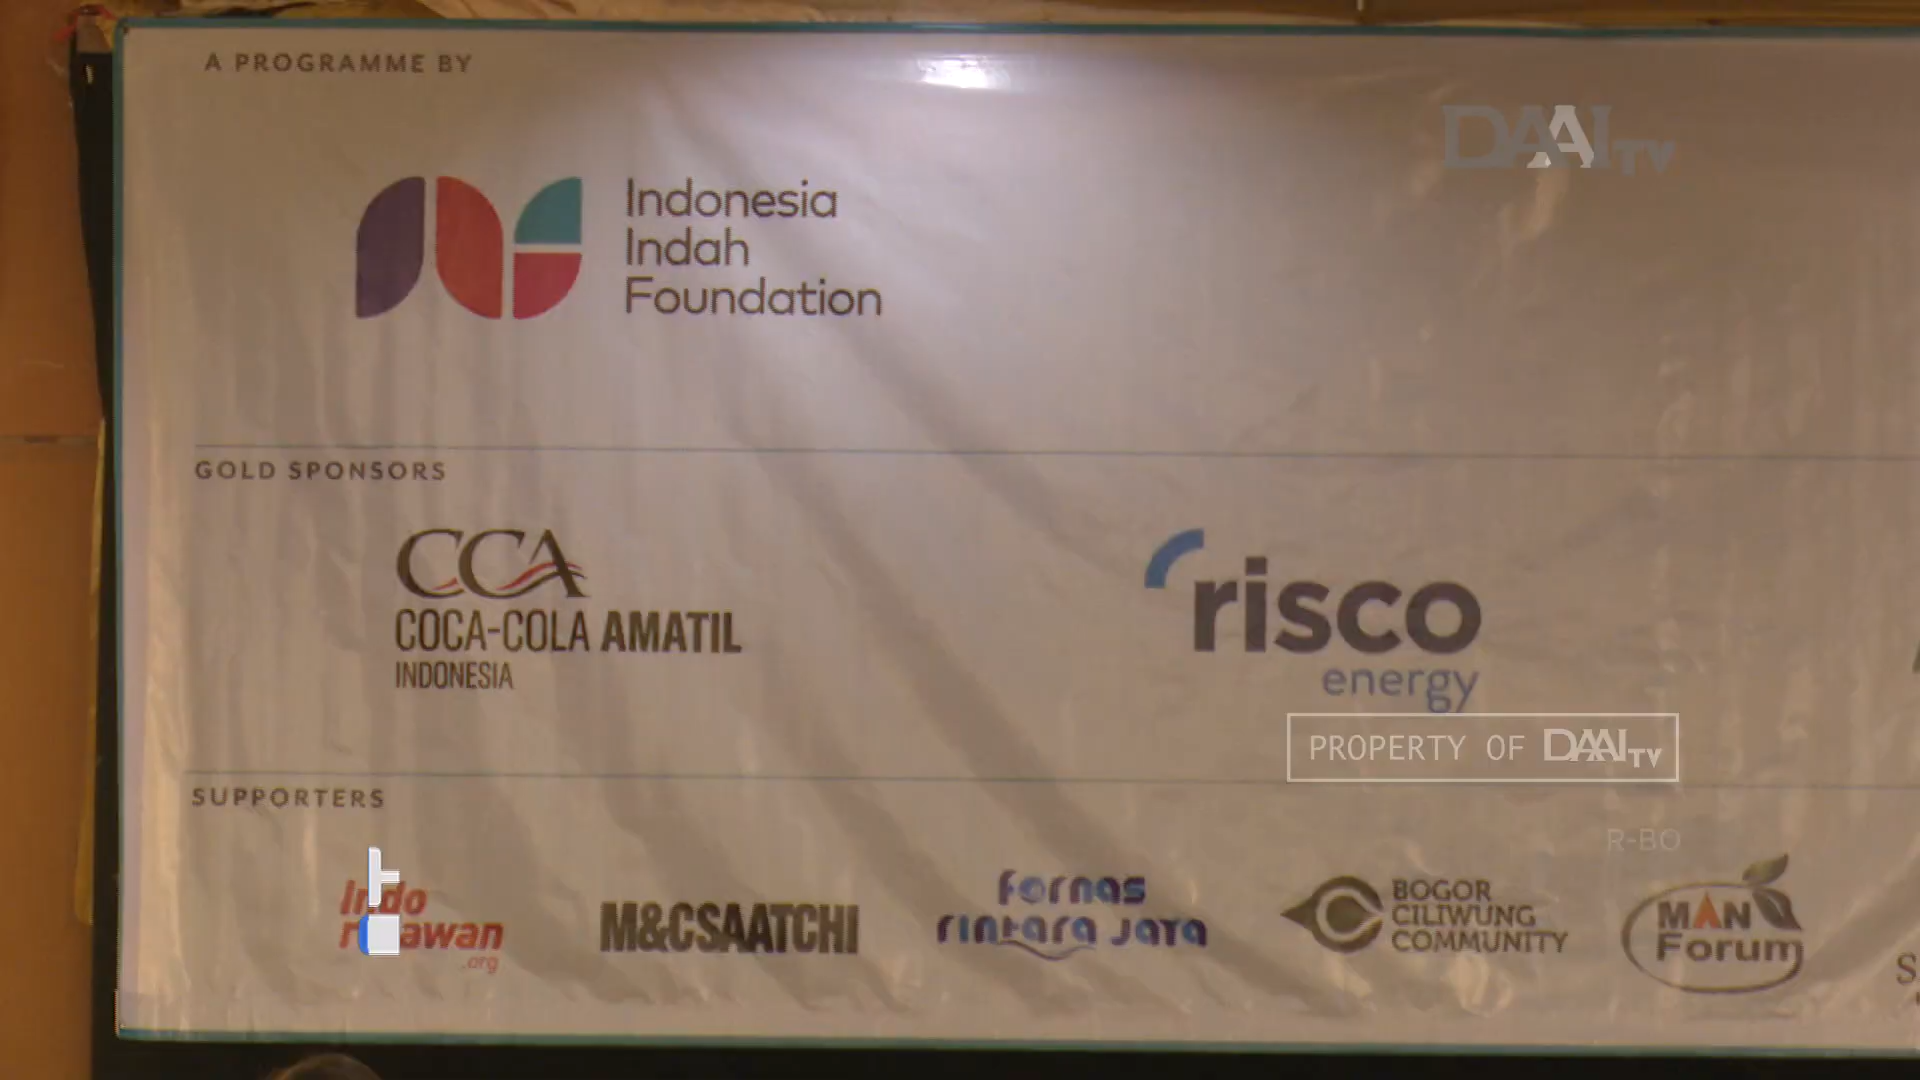 A PROGRAMME BY
DAAI TV
Indonesia
Indah
Foundation
GOLD SPONSORS
CCA
COCA-COLA AMATIL
INDONESIA
risco
energy
PROPERTY OF DAAI TV
SUPPORTERS
R-BO
Indo
.org
M&CSAATCHI
fornas
rintara jaya
BOGOR
CILIWUNG
COMMUNITY
MAN
Forum